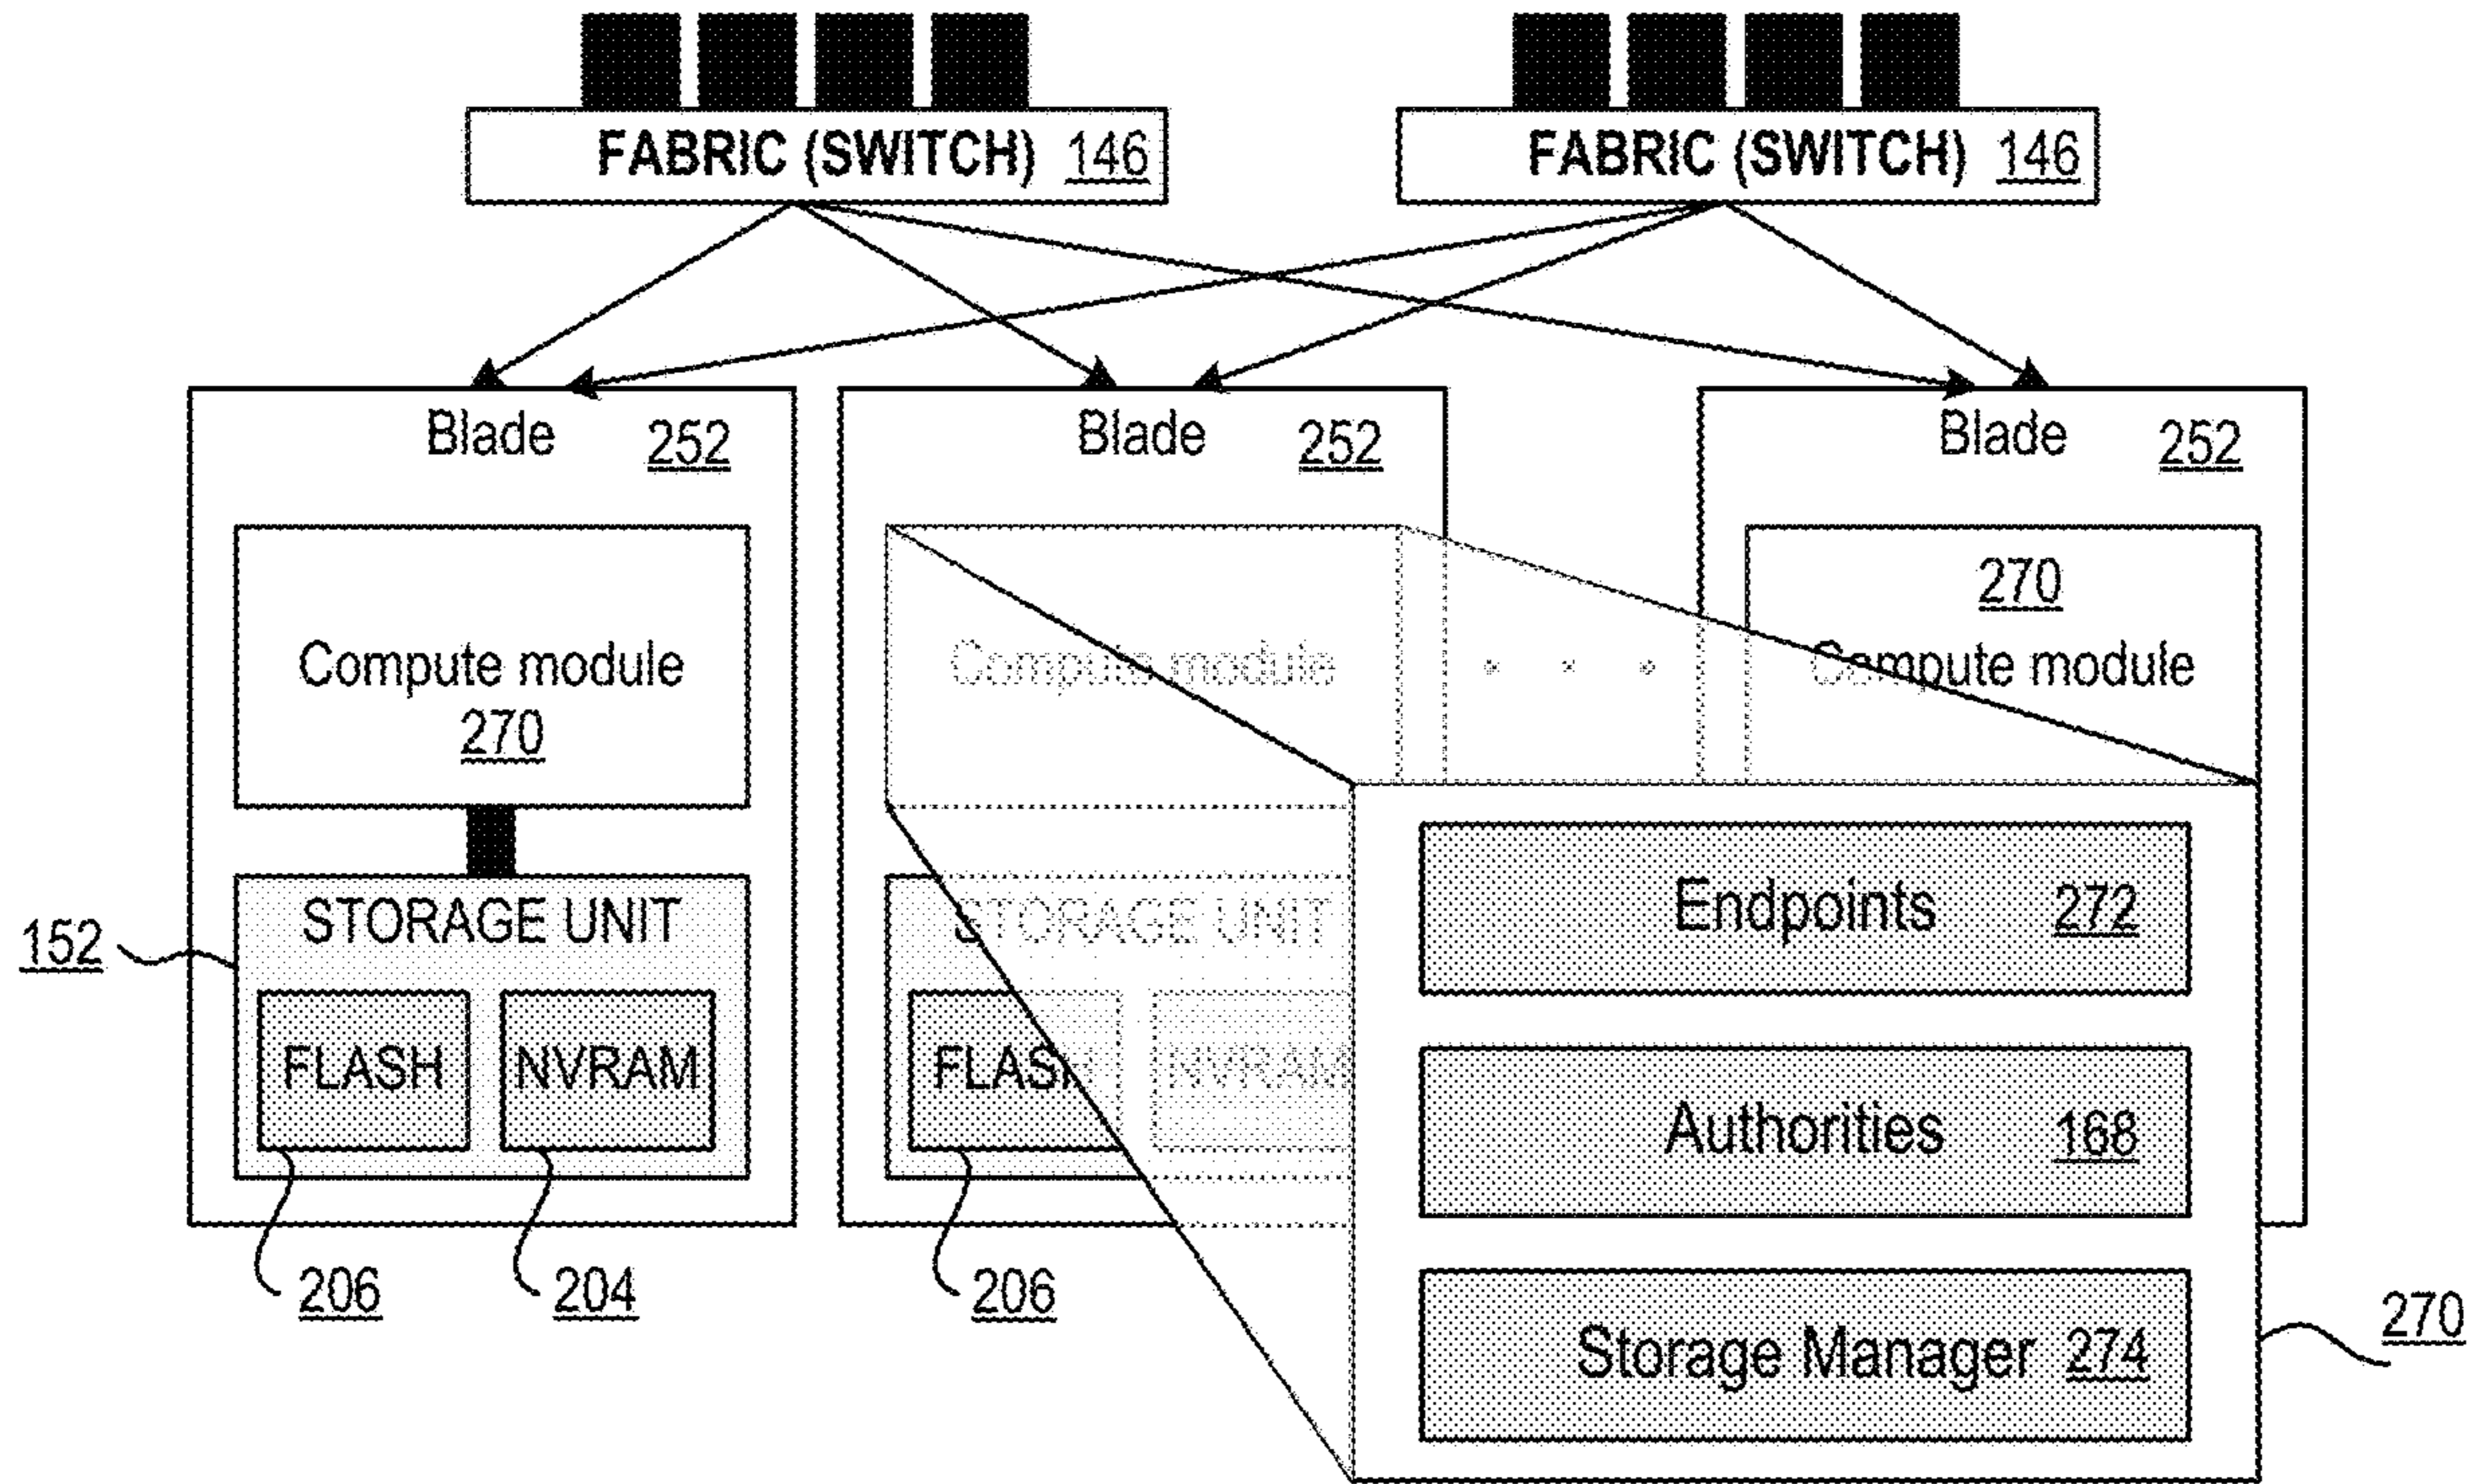 FABRIC (SWITCH) 146
FABRIC (SWITCH) 146
Blade 252
Blade 252
Blade 252
Compute module
270
Compute module
270
Compute module
STORAGE UNIT
152
FLASH
NVRAM
206
204
STORAGE UNIT
FLASH
NVRAM
206
Endpoints 272
Authorities 168
Storage Manager 274
270